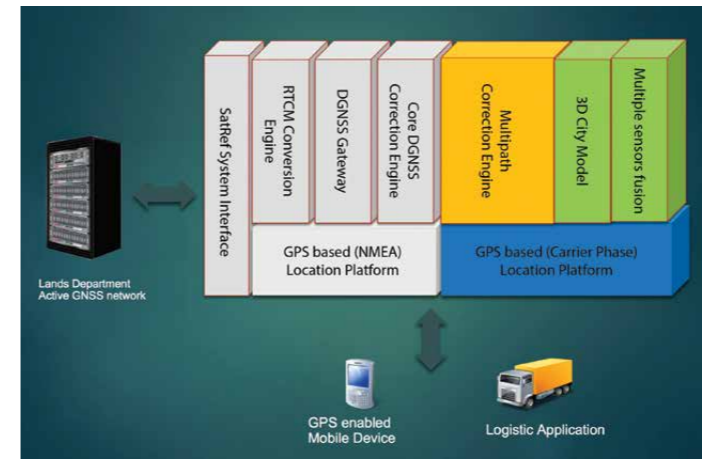 SatRef System Interface
RTCM Conversion
Engine
DGNSS Gateway
Core DGNSS
Correction Engine
Multipath
Correction Engine
3D City Model
Multiple sensors fusion
GPS based (NMEA)
Location Platform
GPS based (Carrier Phase)
Location Platform
Lands Department
Active GNSS network
GPS enabled
Mobile Device
Logistic Application